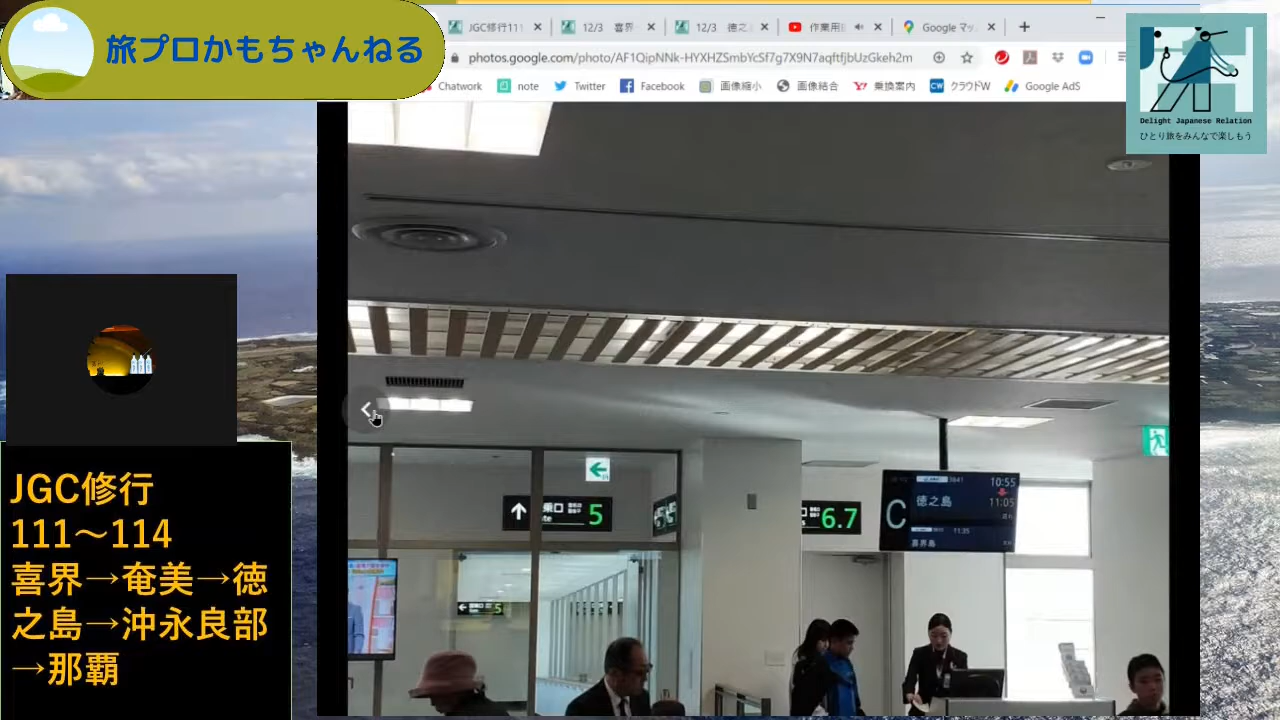 旅プロかもちゃんねる
JGC修行111
12/3 喜界
12/3 徳之
作業用
Google マッ
photos.google.com/photo/AF1QipNNk-HYXHZSmbYcSf7g7X9N7aqftfjbUzGkeh2m
Chatwork
note
Twitter
Facebook
画像縮小
画像結合
乗換案内
クラウドW
Google AdS
Delight Japanese Relation
ひとり旅をみんなで楽しもう
JGC修行
111～114
喜界→奄美→徳
之島→沖永良部
→那覇
5
6.7
C
3841
10:55
徳之島
11:05
11:35
喜界島
5